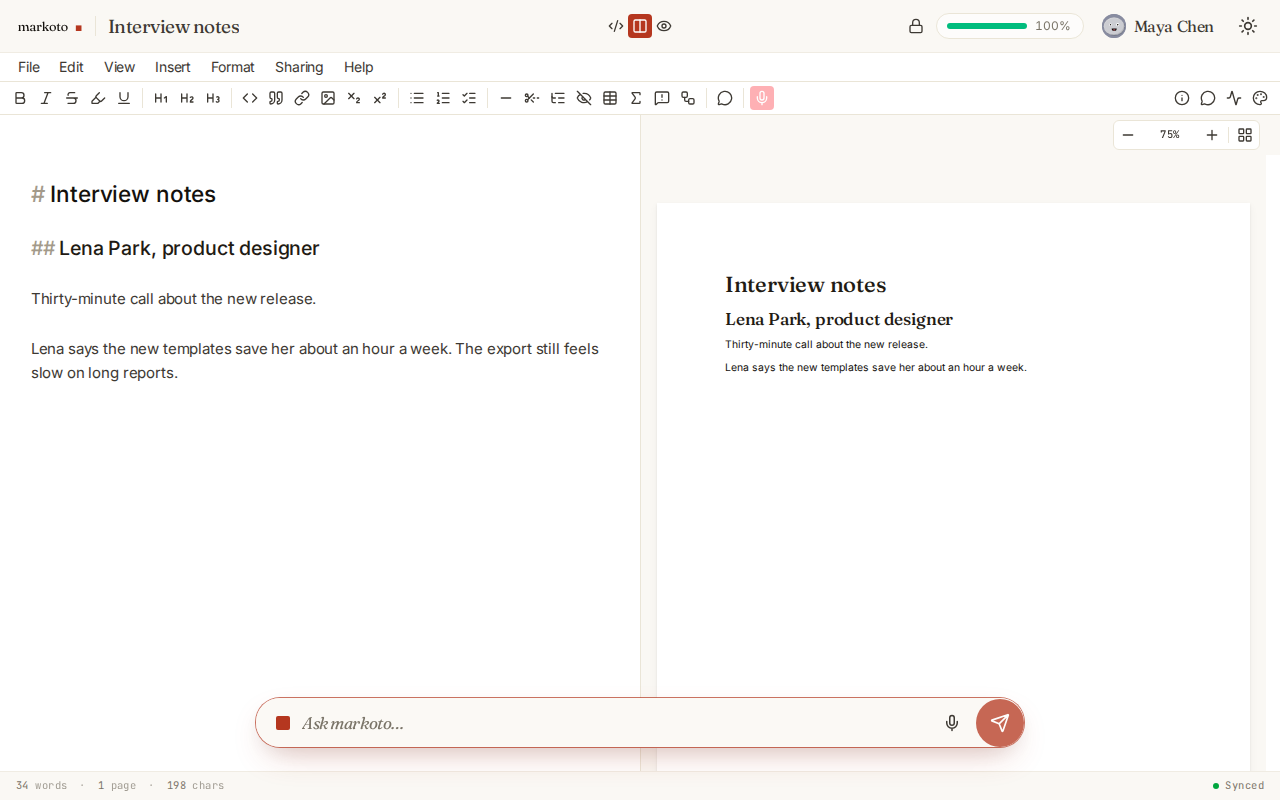 markoto
Interview notes
100%
Maya Chen
File Edit View Insert Format Sharing Help
H1 H2 H3
75%
# Interview notes
## Lena Park, product designer
Thirty-minute call about the new release.
Lena says the new templates save her about an hour a week. The export still feels
slow on long reports.
Interview notes
Lena Park, product designer
Thirty-minute call about the new release.
Lena says the new templates save her about an hour a week.
Ask markoto...
34 words · 1 page · 198 chars
Synced